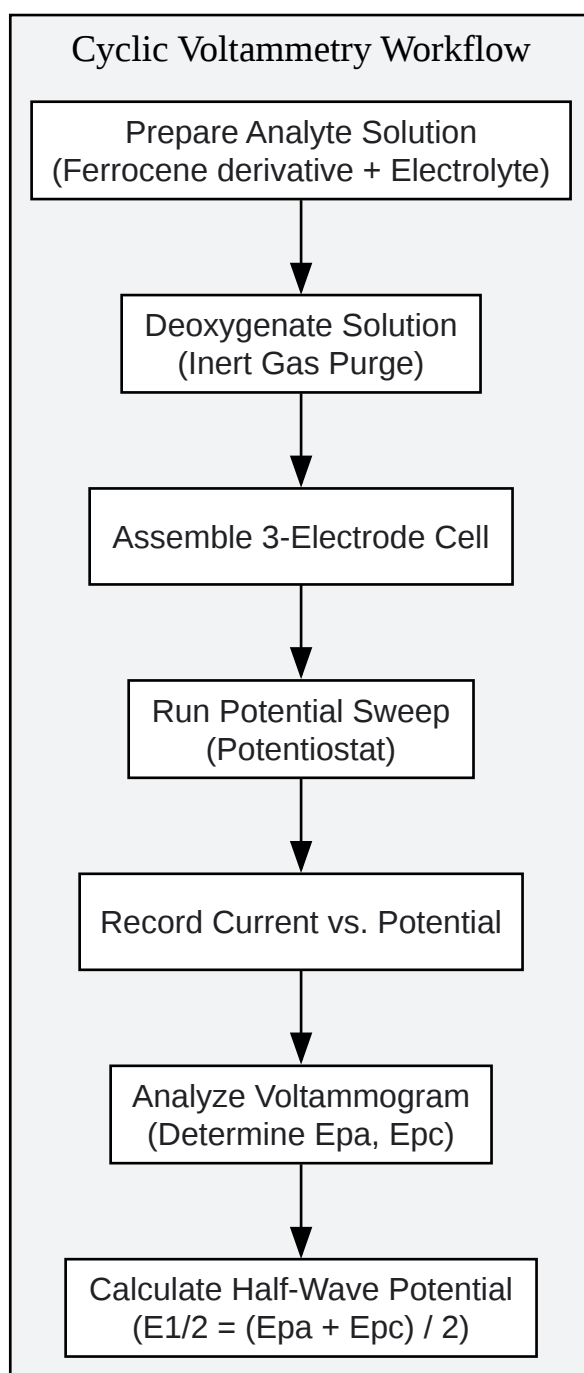 Cyclic Voltammetry Workflow
Prepare Analyte Solution
(Ferrocene derivative + Electrolyte)
Deoxygenate Solution
(Inert Gas Purge)
Assemble 3-Electrode Cell
Run Potential Sweep
(Potentiostat)
Record Current vs. Potential
Analyze Voltammogram
(Determine Epa, Epc)
Calculate Half-Wave Potential
(E1/2 = (Epa + Epc) / 2)